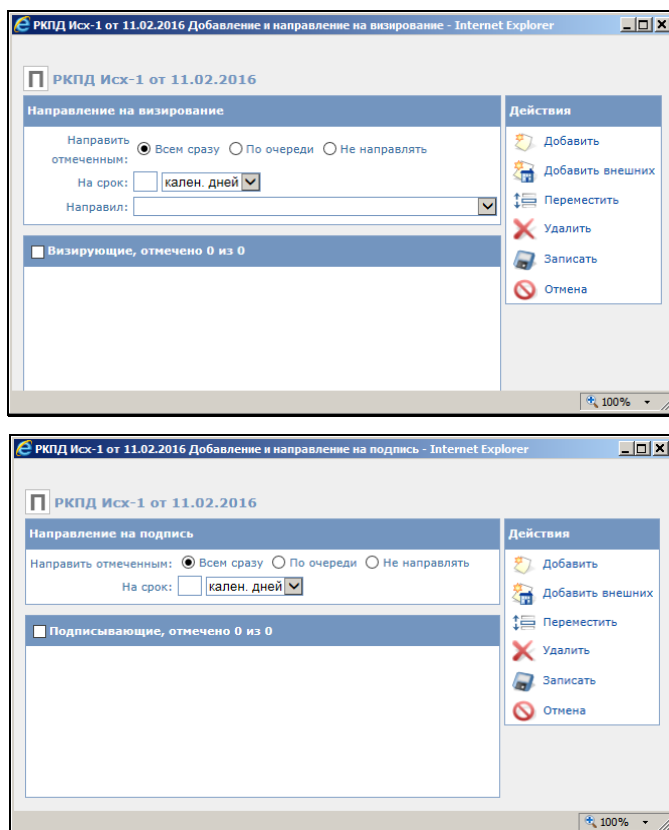 РКПД Исх-1 от 11.02.2016 Добавление и направление на визирование - Internet Explorer
П РКПД Исх-1 от 11.02.2016
Направление на визирование
Направить отмеченным: Всем сразу По очереди Не направлять
На срок: кален. дней
Направил:
Визирующие, отмечено 0 из 0
Действия
Добавить
Добавить внешних
Переместить
Удалить
Записать
Отмена
100%
РКПД Исх-1 от 11.02.2016 Добавление и направление на подпись - Internet Explorer
П РКПД Исх-1 от 11.02.2016
Направление на подпись
Направить отмеченным: Всем сразу По очереди Не направлять
На срок: кален. дней
Подписывающие, отмечено 0 из 0
Действия
Добавить
Добавить внешних
Переместить
Удалить
Записать
Отмена
100%